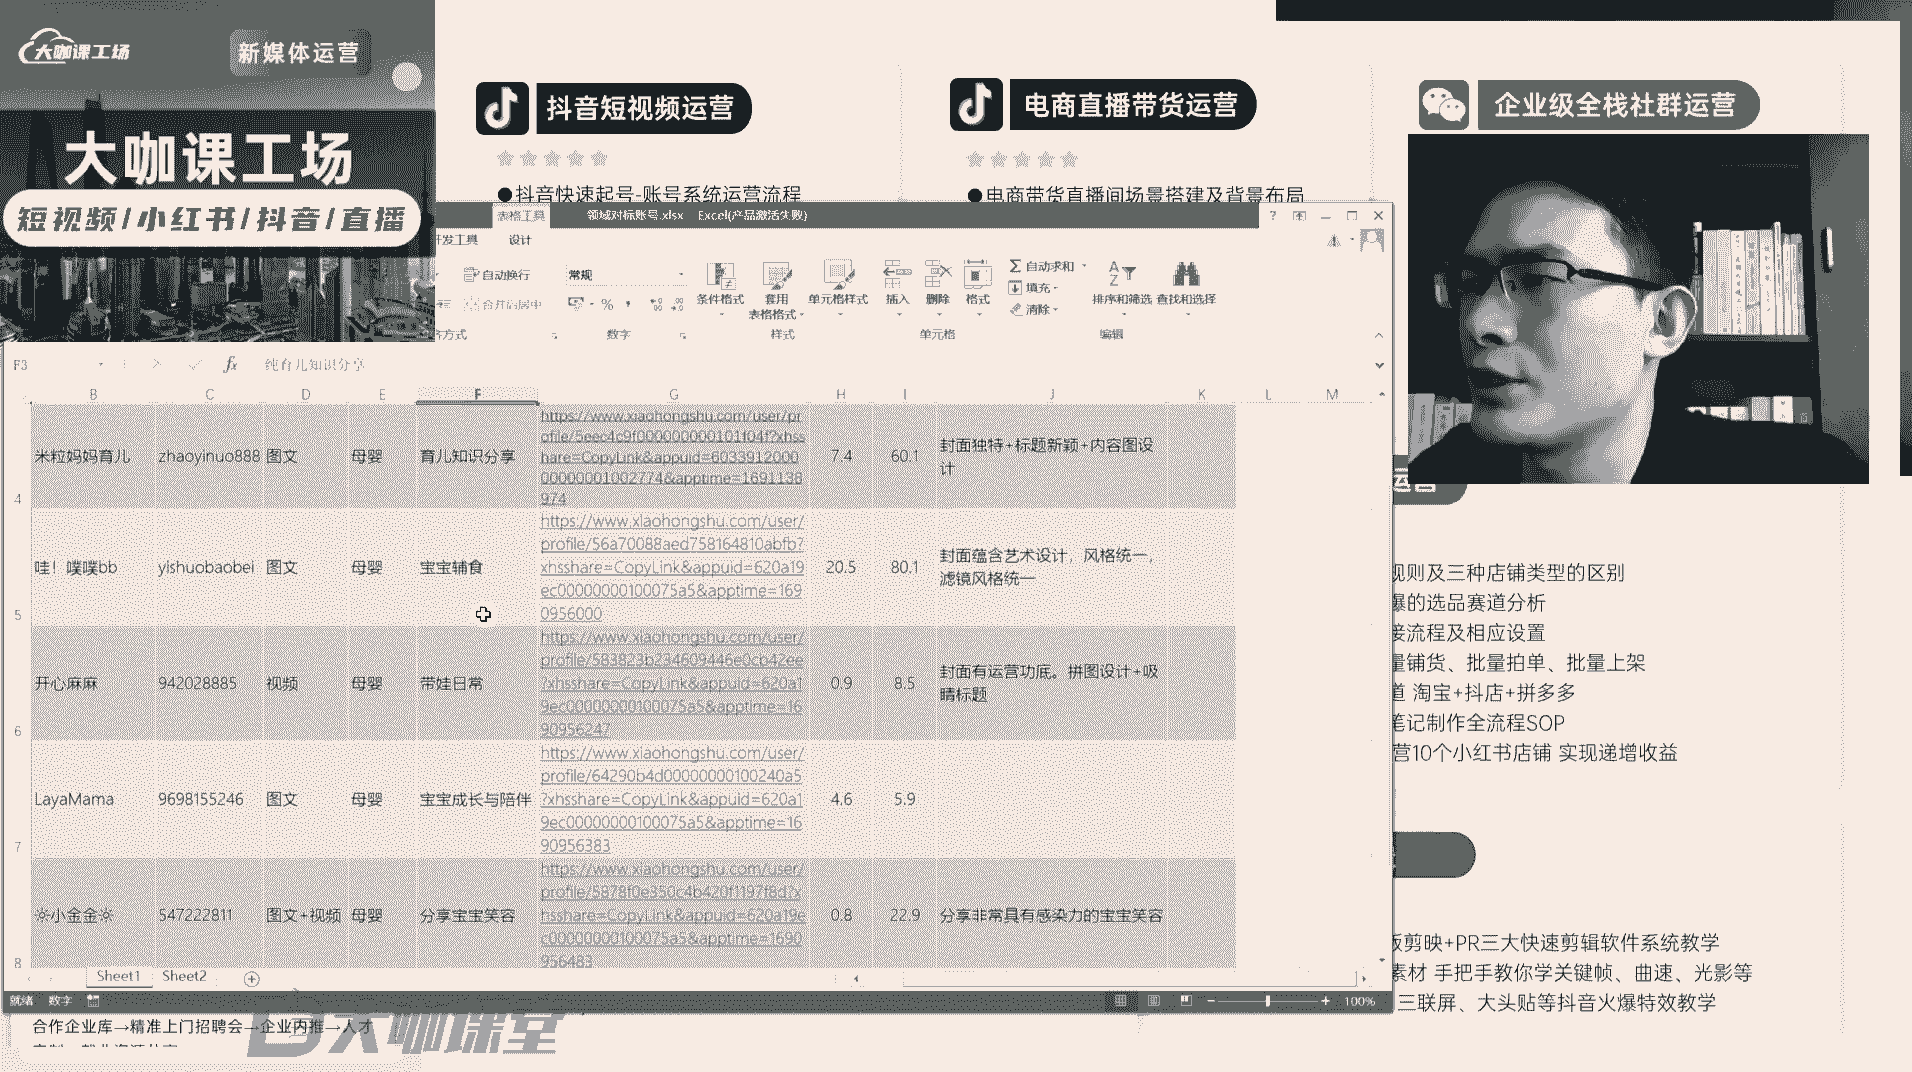 大咖课工场
新媒体运营
大咖课工场
短视频/小红书/抖音/直播
抖音短视频运营
电商直播带货运营
企业级全栈社群运营
●抖音快速起号-账号系统运营流程
●电商带货直播间场景搭建及背景布局
表格工具
领域对标账号.xlsx - Excel(产品激活失败)
开发工具 设计
自动换行
常规
合并后居中
条件格式
套用
表格格式
单元格样式
插入 删除 格式
自动求和
填充
清除
排序和筛选 查找和选择
齐方式 数字 样式 单元格 编辑
F3
fx 纯育儿知识分享
B C D E F G H I J K L M
4
米粒妈妈育儿
zhaoyinuo888
图文
母婴
育儿知识分享
https://www.xiaohongshu.com/user/pr
ofile/5eec4c9f000000000101f04f?xhss
hare=CopyLink&appuid=6033912000
00000001002774&apptime=1691138
974
7.4
60.1
封面独特+标题新颖+内容图设
计
5
哇！噗噗bb
yishuobaobei
图文
母婴
宝宝辅食
https://www.xiaohongshu.com/user/
profile/56a70088aed758164810abfb?
xhsshare=CopyLink&appuid=620a19
ec00000000100075a5&apptime=169
0956000
20.5
80.1
封面蕴含艺术设计，风格统一，
滤镜风格统一
6
开心麻麻
942028885
视频
母婴
带娃日常
https://www.xiaohongshu.com/user/
profile/583823b234609446e0cb42ee
?xhsshare=CopyLink&appuid=620a1
9ec00000000100075a5&apptime=16
90956247
0.9
8.5
封面有运营功底。拼图设计+吸
睛标题
7
LayaMama
9698155246
图文
母婴
宝宝成长与陪伴
https://www.xiaohongshu.com/user/
profile/64290b4d00000000100240a5
?xhsshare=CopyLink&appuid=620a1
9ec00000000100075a5&apptime=16
90956383
4.6
5.9
8
☼小金金☼
547222811
图文+视频
母婴
分享宝宝笑容
https://www.xiaohongshu.com/user/
profile/5878f0e350c4b420f1197f8d?x
hsshare=CopyLink&appuid=620a19e
c00000000100075a5&apptime=1690
956483
0.8
22.9
分享非常具有感染力的宝宝笑容
Sheet1 Sheet2
就绪 数字
100%
运营
规则及三种店铺类型的区别
爆的选品赛道分析
接流程及相应设置
量铺货、批量拍单、批量上架
道 淘宝+抖店+拼多多
笔记制作全流程SOP
营10个小红书店铺 实现递增收益
版剪映+PR三大快速剪辑软件系统教学
素材 手把手教你学关键帧、曲速、光影等
三联屏、大头贴等抖音火爆特效教学
合作企业库→精准上门招聘会→企业内推→人才
大咖课堂